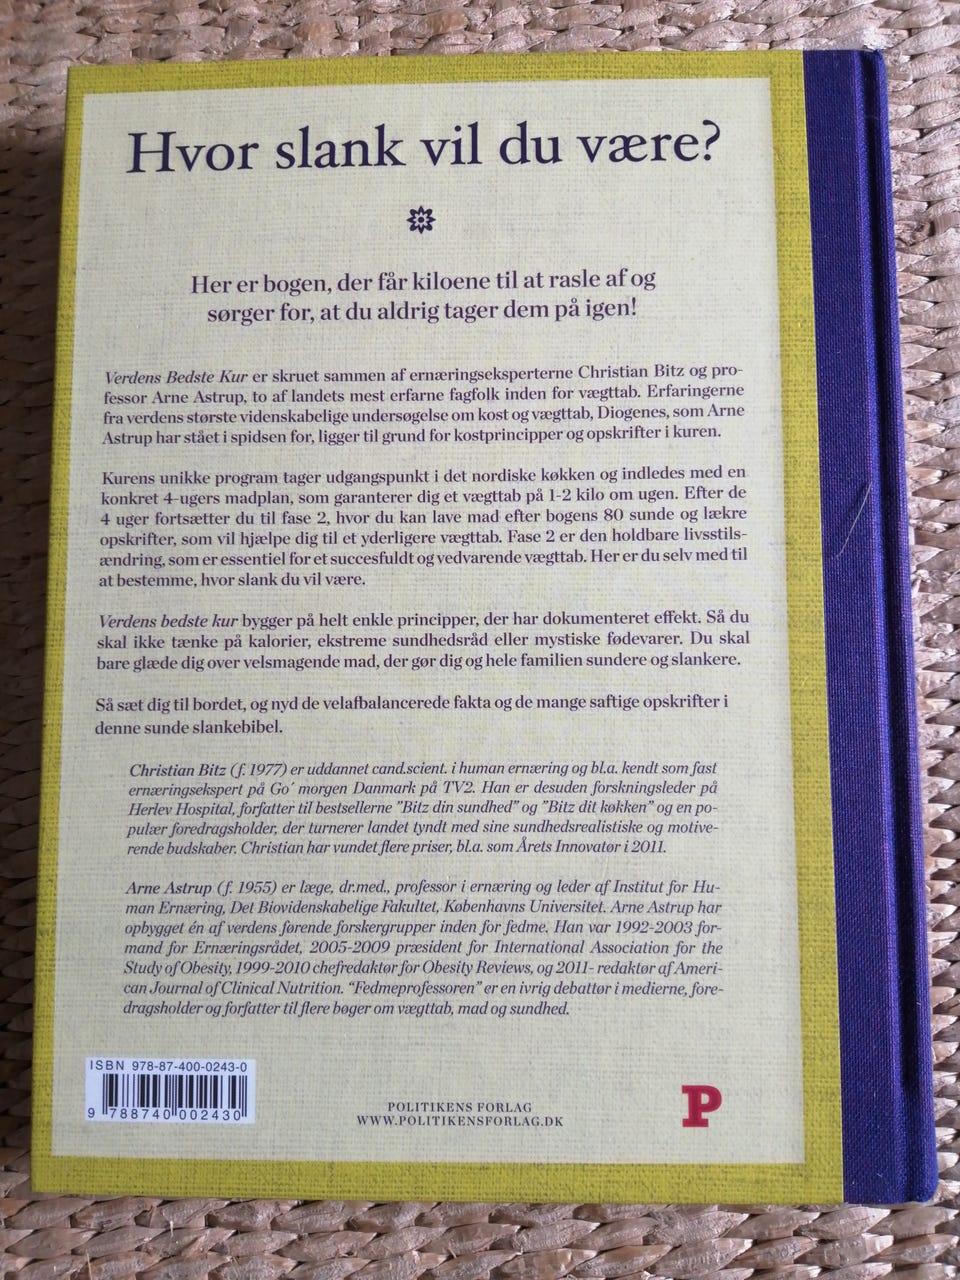 Hvor slank vil du være?
Her er bogen, der får kiloene til at rasle af og
sørger for, at du aldrig tager dem på igen!
Verdens Bedste Kur er skruet sammen af ernæringseksperterne Christian Bitz og pro-
fessor Arne Astrup, to af landets mest erfarne fagfolk inden for vægttab. Erfaringerne
fra verdens største videnskabelige undersøgelse om kost og vægttab, Diogenes, som Arne
Astrup har stået i spidsen for, ligger til grund for kostprincipper og opskrifter i kuren.
Kurens unikke program tager udgangspunkt i det nordiske køkken og indledes med en
konkret 4-ugers madplan, som garanterer dig et vægttab på 1-2 kilo om ugen. Efter de
4 uger fortsætter du til fase 2, hvor du kan lave mad efter bogens 80 sunde og lækre
opskrifter, som vil hjælpe dig til et yderligere vægttab. Fase 2 er den holdbare livsstils-
ændring, som er essentiel for et succesfuldt og vedvarende vægttab. Her er du selv med til
at bestemme, hvor slank du vil være.
Verdens bedste kur bygger på helt enkle principper, der har dokumenteret effekt. Så du
skal ikke tænke på kalorier, ekstreme sundhedsråd eller mystiske fødevarer. Du skal
bare glæde dig over velsmagende mad, der gør dig og hele familien sundere og slankere.
Så sæt dig til bordet, og nyd de velafbalancerede fakta og de mange saftige opskrifter i
denne sunde slankebibel.
Christian Bitz (f. 1977) er uddannet cand.scient. i human ernæring og bl.a. kendt som fast
ernæringsekspert på Go´ morgen Danmark på TV2. Han er desuden forskningsleder på
Herlev Hospital, forfatter til bestsellerne ”Bitz din sundhed” og ”Bitz dit køkken” og en po-
pulær foredragsholder, der turnerer landet tyndt med sine sundhedsrealistiske og motive-
rende budskaber. Christian har vundet flere priser, bl.a. som Årets Innovatør i 2011.
Arne Astrup (f. 1955) er læge, dr.med., professor i ernæring og leder af Institut for Hu-
man Ernæring, Det Biovidenskabelige Fakultet, Københavns Universitet. Arne Astrup har
opbygget én af verdens førende forskergrupper inden for fedme. Han var 1992-2003 for-
mand for Ernæringsrådet, 2005-2009 præsident for International Association for the
Study of Obesity, 1999-2010 chefredaktør for Obesity Reviews, og 2011- redaktør af Ameri-
can Journal of Clinical Nutrition. ”Fedmeprofessoren” er en ivrig debattør i medierne, fore-
dragsholder og forfatter til flere bøger om vægttab, mad og sundhed.
ISBN 978-87-400-0243-0
9 788740 002430
POLITIKENS FORLAG
WWW.POLITIKENSFORLAG.DK
P